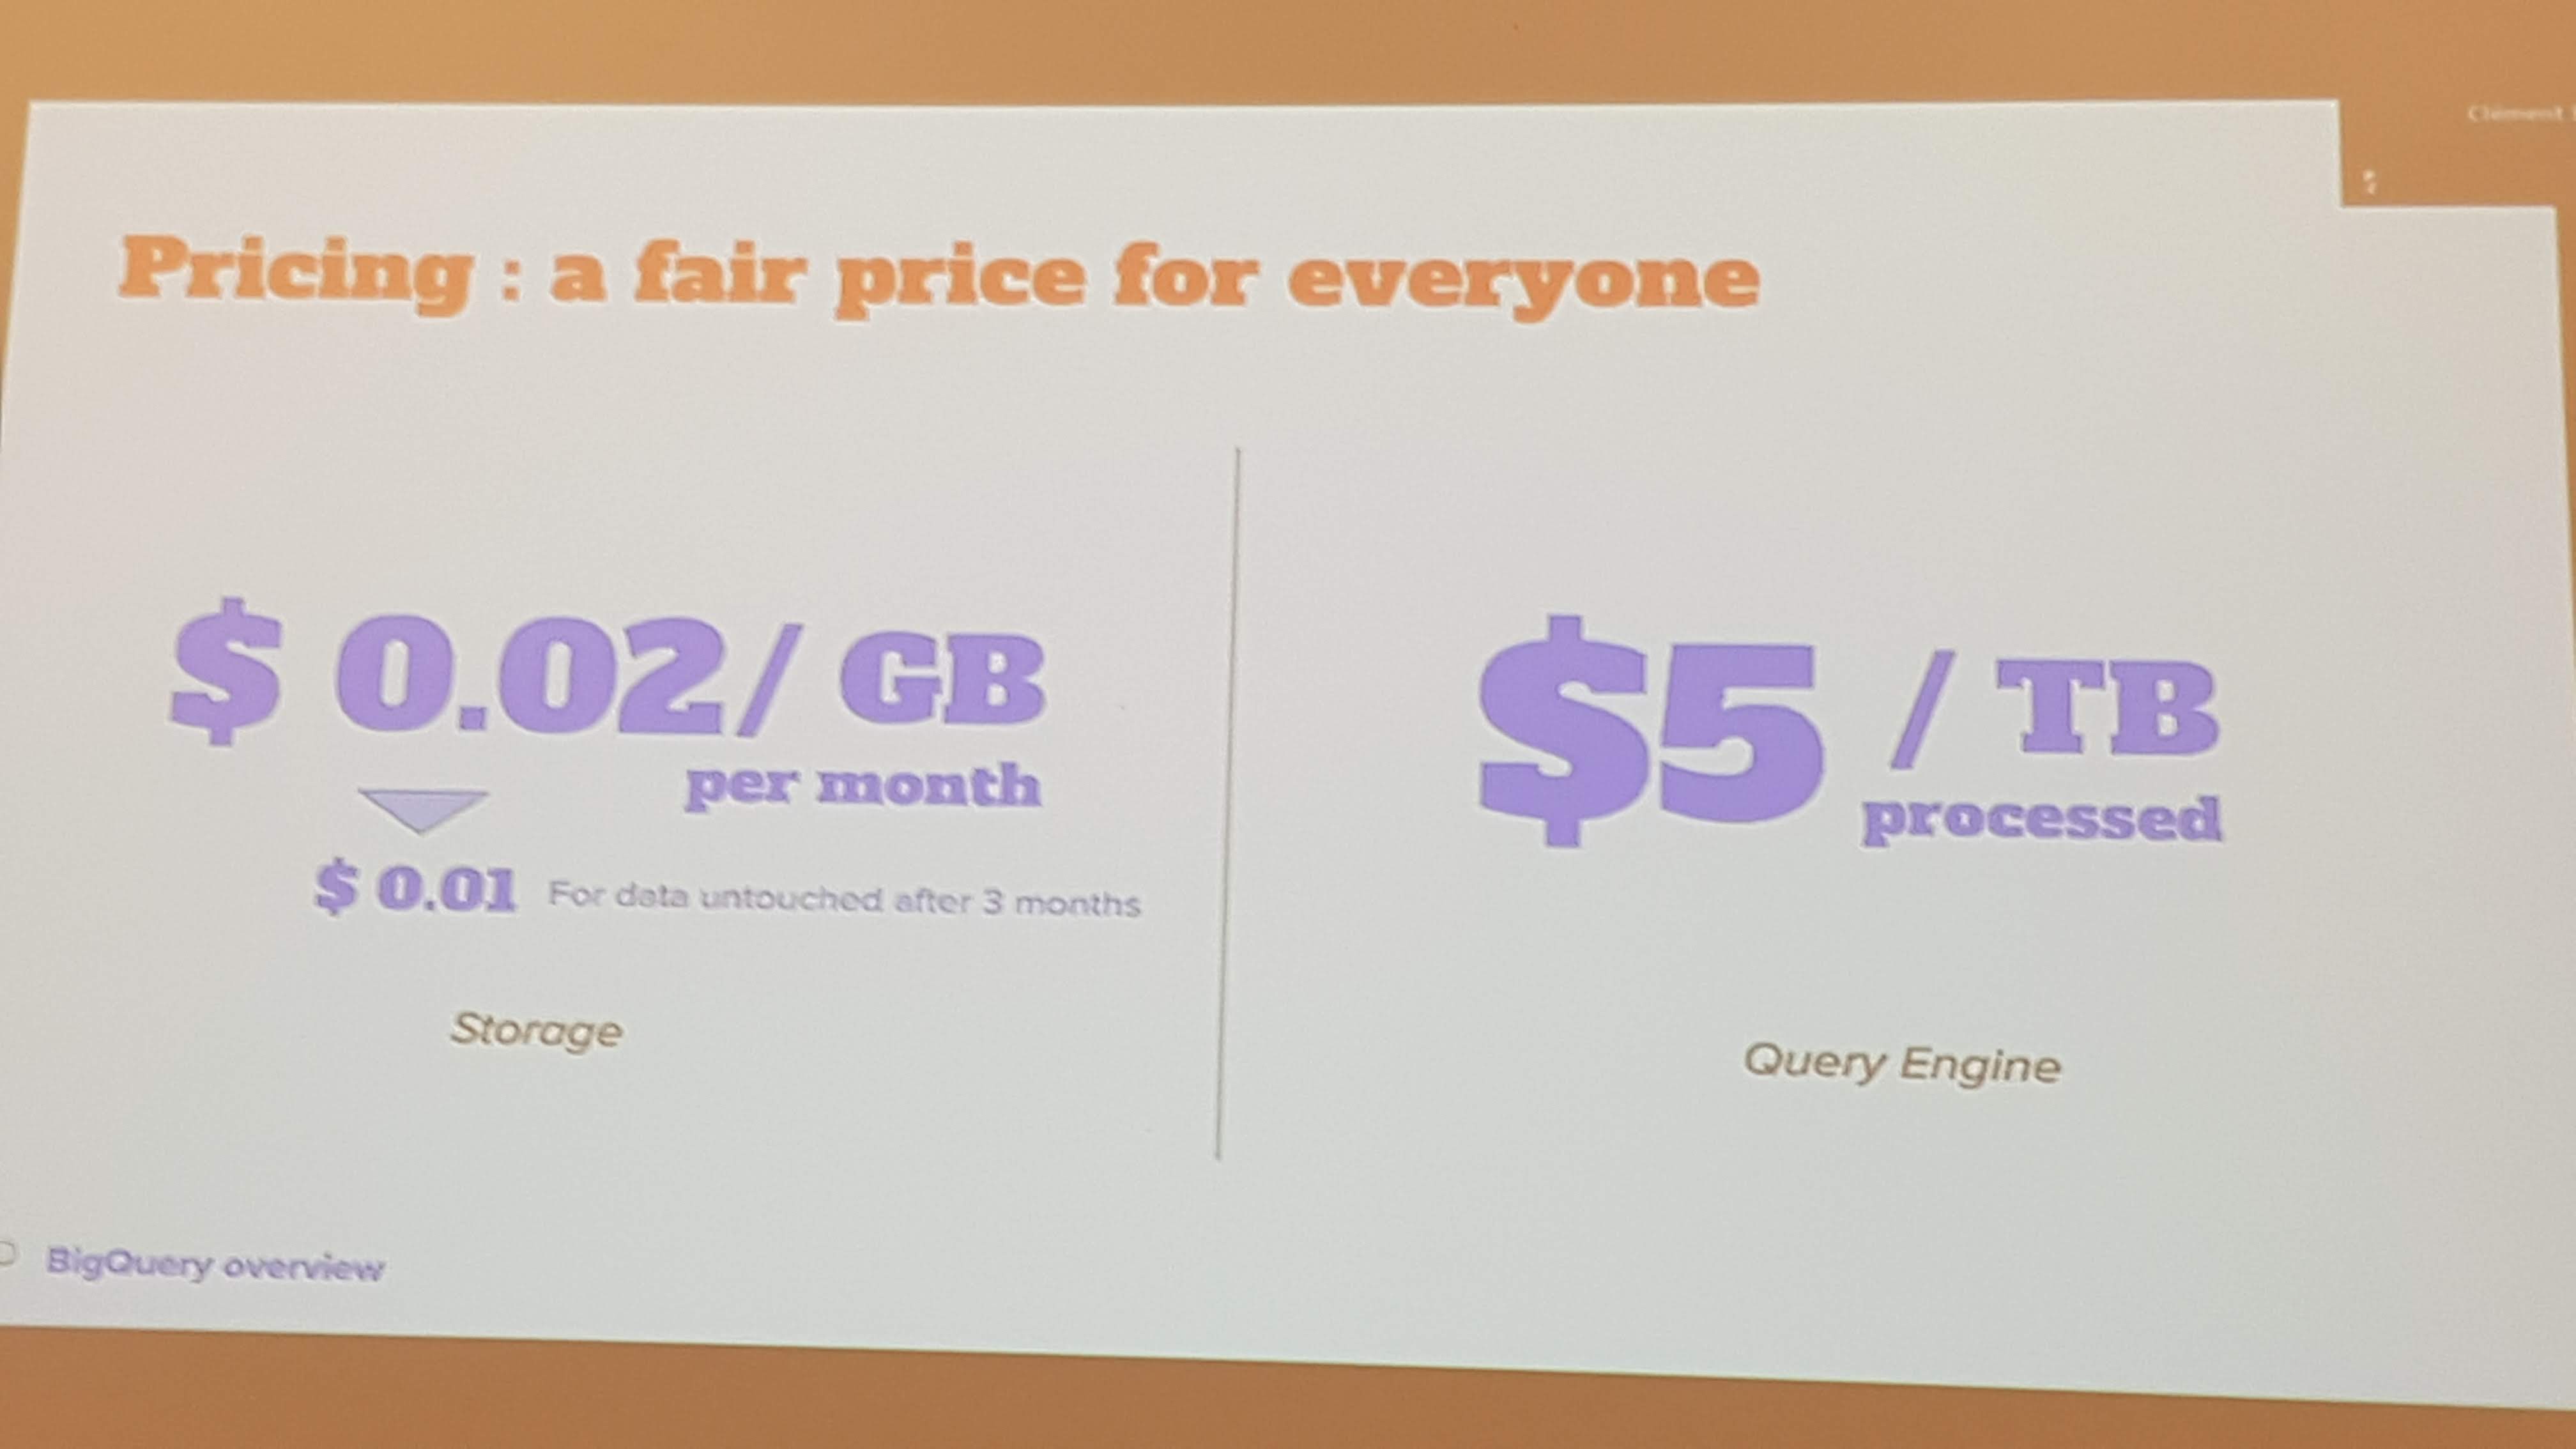 Clément
Pricing : a fair price for everyone
$ 0.02/ GB
per month
$ 0.01 For data untouched after 3 months
Storage
$5 / TB
processed
Query Engine
BigQuery overview